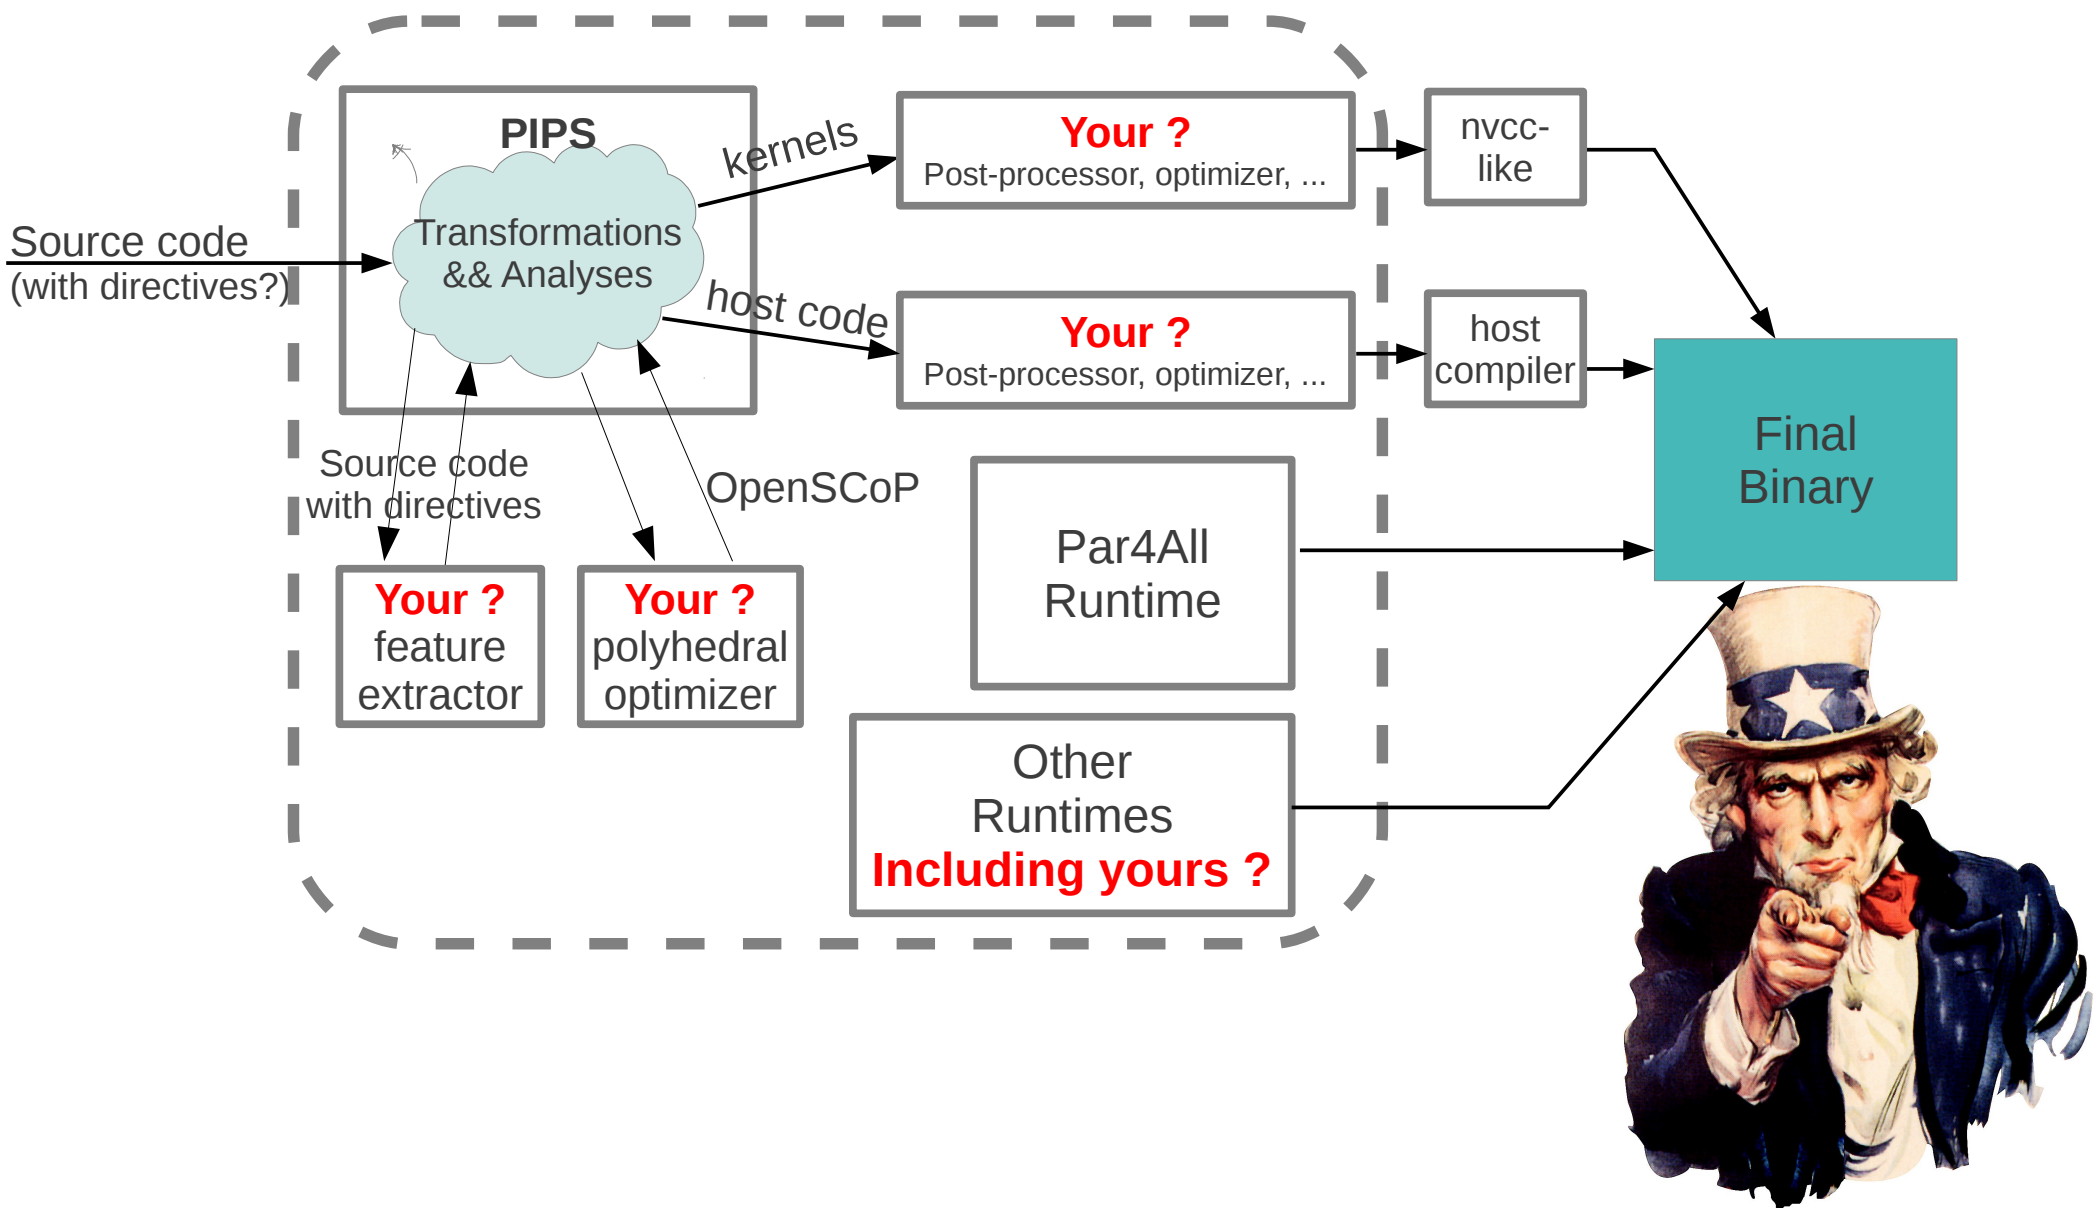 PIPS
Transformations
&& Analyses
Source code
(with directives?)
kernels
host code
Your ?
Post-processor, optimizer, ...
Your ?
Post-processor, optimizer, ...
nvcc-
like
host
compiler
Final
Binary
Source code
with directives
OpenSCoP
Your ?
feature
extractor
Your ?
polyhedral
optimizer
Par4All
Runtime
Other
Runtimes
Including yours ?